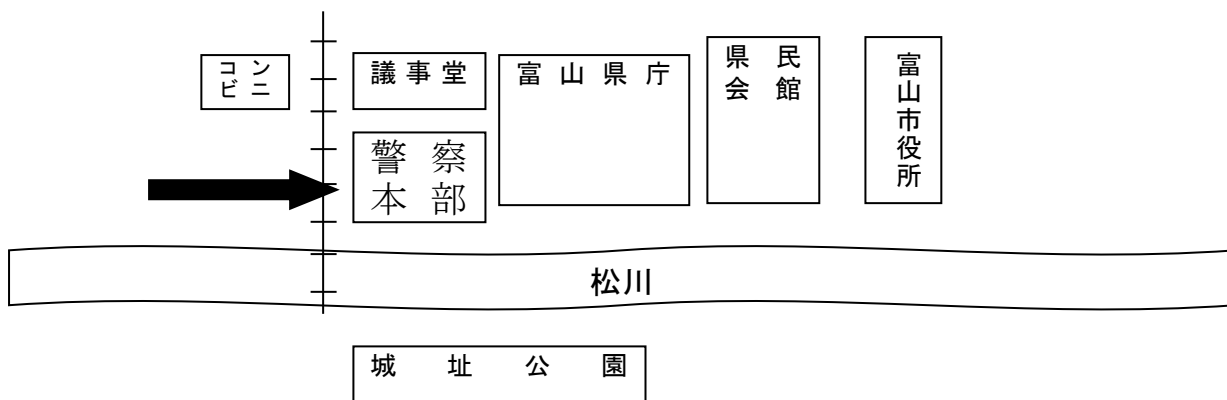 コン
ビニ
議事堂
警察
本部
富山県庁
県民
会館
富山市役所
松川
城址公園